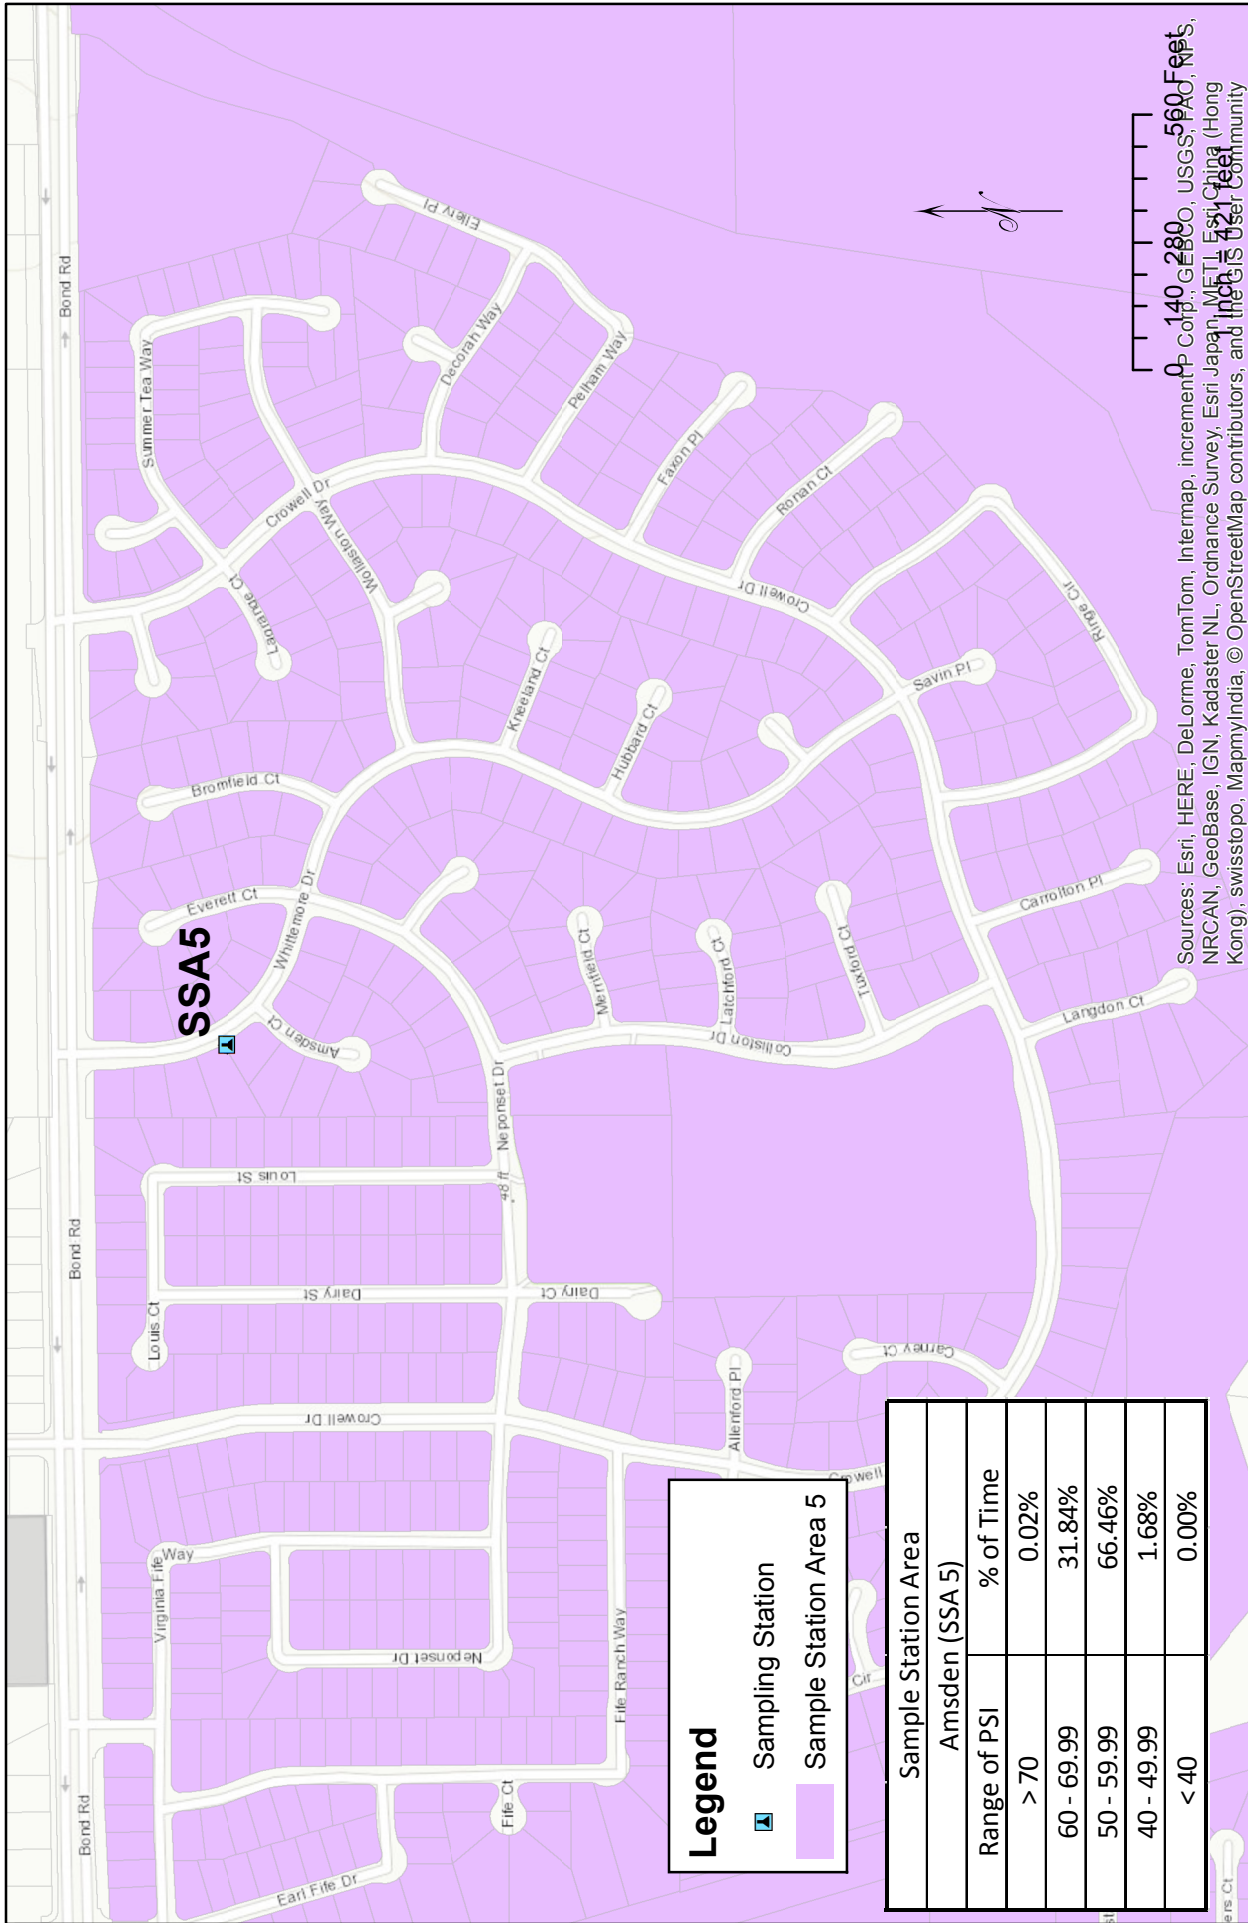 Bond Rd
Bond Rd
Bond Rd
Summer Tea Way
Ellery Pl
Decorah Way
Pelham Way
Crowell Dr
Wollaston Way
Lagrange Ct
Faxon Pl
Ronan Ct
Crowell Dr
Ringe Cir
Savin Pl
Kneeland Ct
Hubbard Ct
Bromfield Ct
Everett Ct
Whittemore Dr
SSA5
Amsden Ct
Merrifield Ct
Latchford Ct
Tuxford Ct
Colliston Dr
Carrolton Pl
Langdon Ct
Neponset Dr
48 ft
Louis St
Dairy St
Dairy Ct
Louis Ct
Crowell Dr
Allenford Pl
Carney Ct
Crowell
Virginia Fife Way
Neponset Dr
Fife Ranch Way
Fife Ct
Earl Fife Dr
Cir
st
ers Ct
Legend
Sampling Station
Sample Station Area 5
Sample Station Area
Amsden (SSA 5)
Range of PSI % of Time
> 70 0.02%
60 - 69.99 31.84%
50 - 59.99 66.46%
40 - 49.99 1.68%
< 40 0.00%
N
0 140 280 560 Feet
1 inch = 421 feet
Sources: Esri, HERE, DeLorme, TomTom, Intermap, increment P Corp., GEBCO, USGS, FAO, NPS,
NRCAN, GeoBase, IGN, Kadaster NL, Ordnance Survey, Esri Japan, METI, Esri China (Hong
Kong), swisstopo, MapmyIndia, © OpenStreetMap contributors, and the GIS User Community